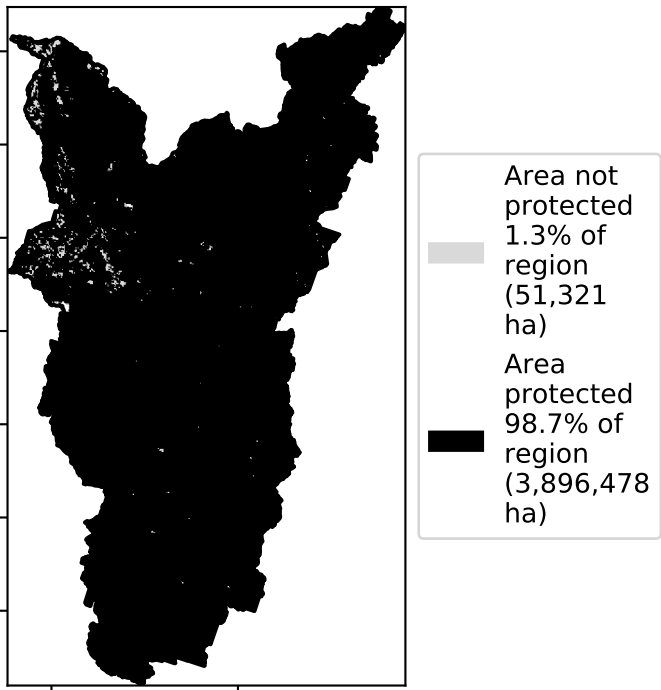 Area not
protected
1.3% of
region
(51,321
ha)
Area
protected
98.7% of
region
(3,896,478
ha)